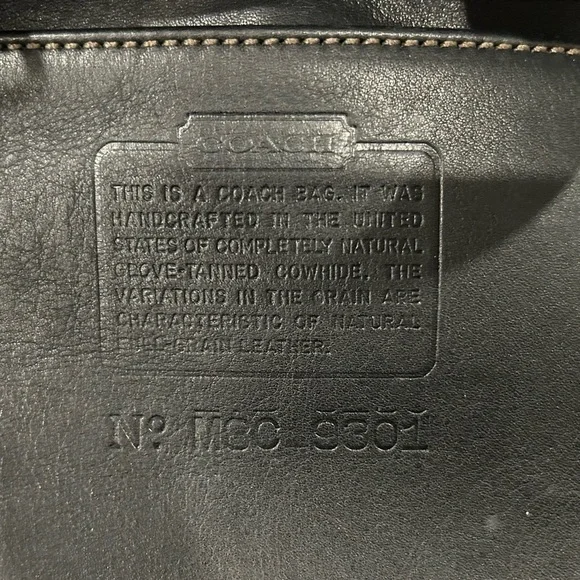 COACH
THIS IS A COACH BAG. IT WAS
HANDCRAFTED IN THE UNITED
STATES OF COMPLETELY NATURAL
GLOVE-TANNED COWHIDE. THE
VARIATIONS IN THE GRAIN ARE
CHARACTERISTIC OF NATURAL
FULL-GRAIN LEATHER.
Nº 9301